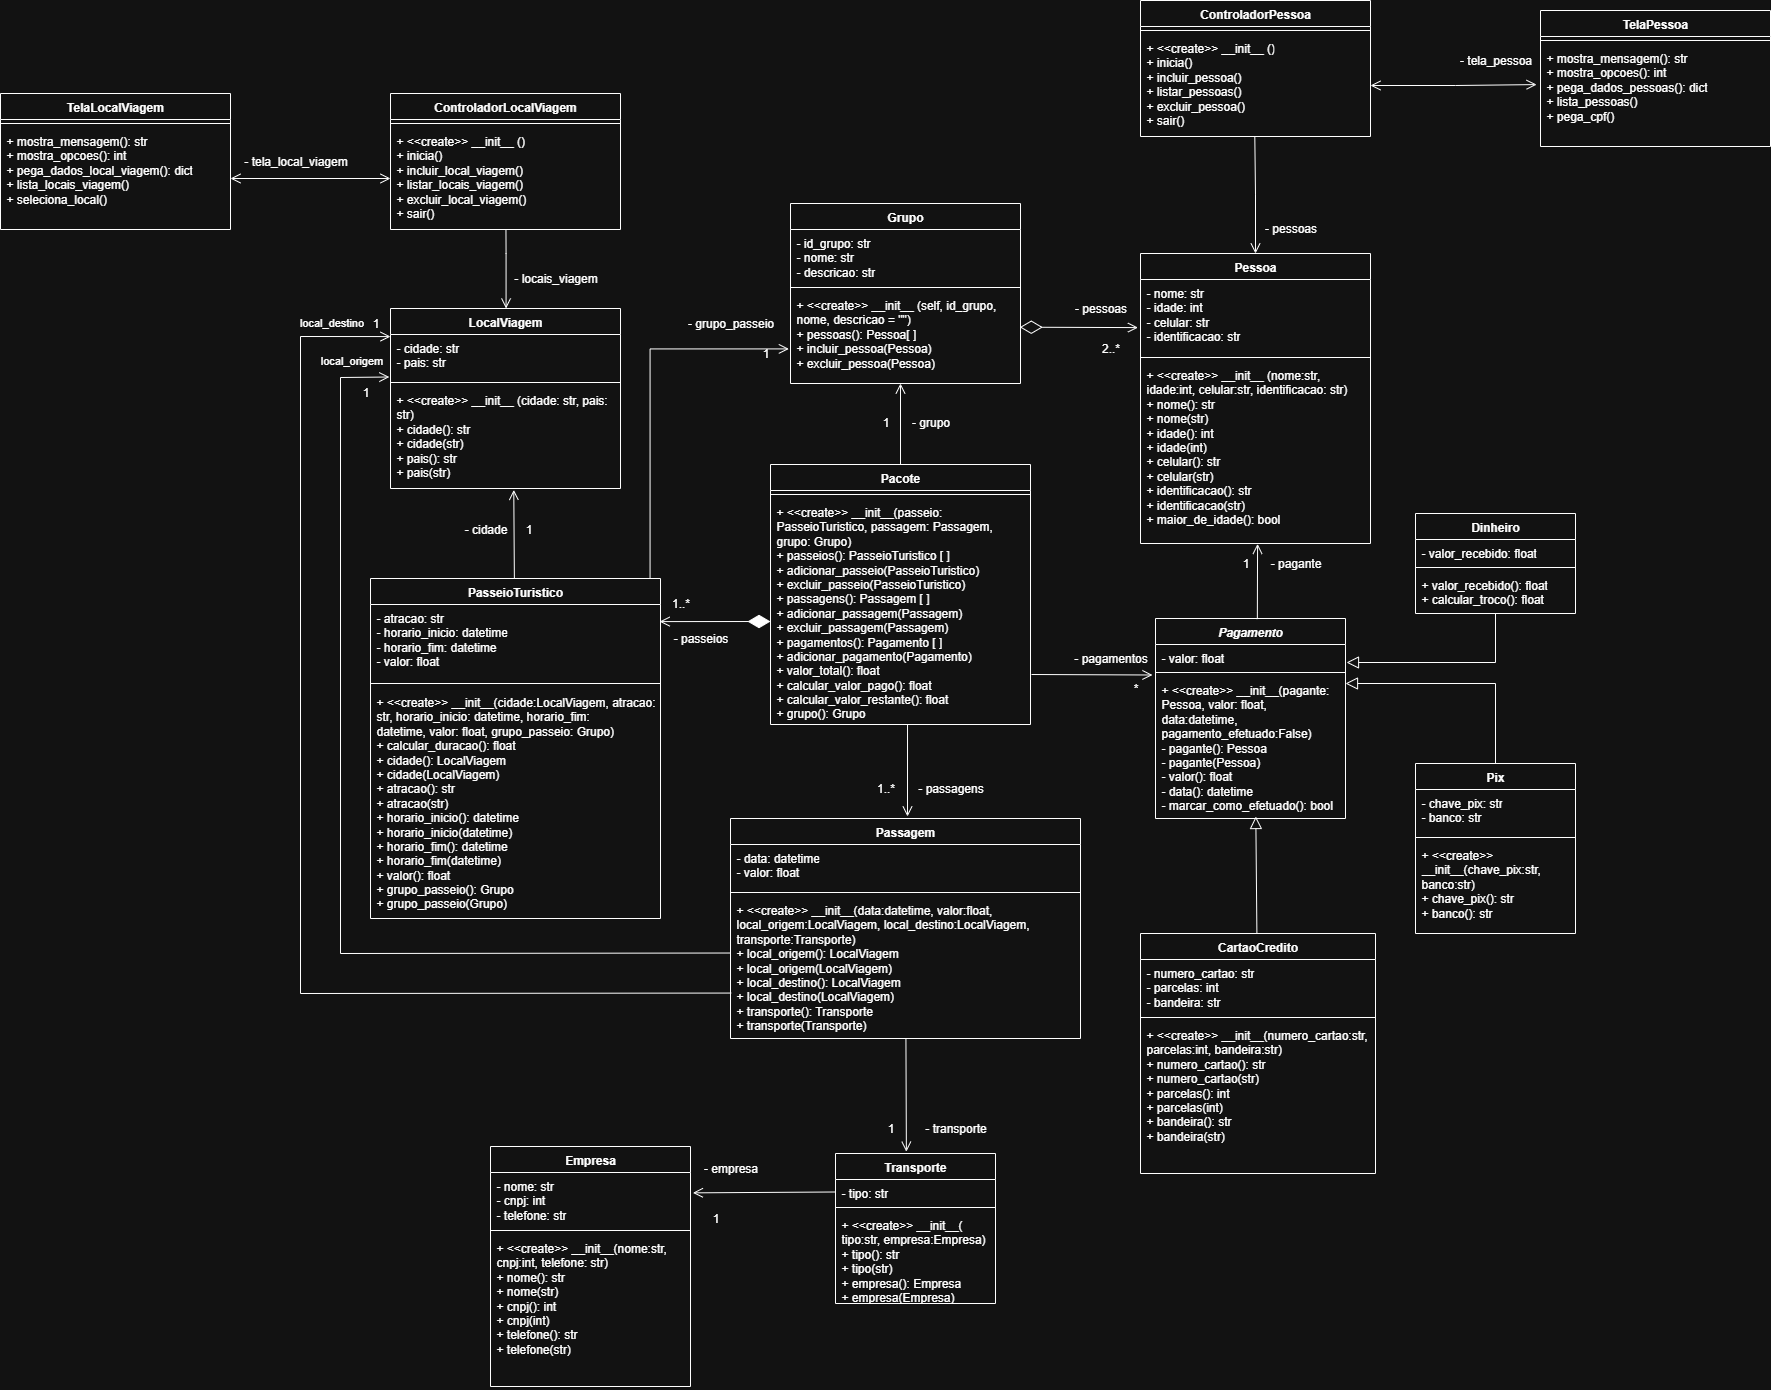 ControladorPessoa
+ <<create>> __init__ ()
+ inicia()
+ incluir_pessoa()
+ listar_pessoas()
+ excluir_pessoa()
+ sair()
- tela_pessoa
TelaPessoa
+ mostra_mensagem(): str
+ mostra_opcoes(): int
+ pega_dados_pessoas(): dict
+ lista_pessoas()
+ pega_cpf()
TelaLocalViagem
+ mostra_mensagem(): str
+ mostra_opcoes(): int
+ pega_dados_local_viagem(): dict
+ lista_locais_viagem()
+ seleciona_local()
- tela_local_viagem
ControladorLocalViagem
+ <<create>> __init__ ()
+ inicia()
+ incluir_local_viagem()
+ listar_locais_viagem()
+ excluir_local_viagem()
+ sair()
- locais_viagem
- pessoas
Grupo
- id_grupo: str
- nome: str
- descricao: str
+ <<create>> __init__ (self, id_grupo,
nome, descricao = "")
+ pessoas(): Pessoa[ ]
+ incluir_pessoa(Pessoa)
+ excluir_pessoa(Pessoa)
- pessoas
2..*
Pessoa
- nome: str
- idade: int
- celular: str
- identificacao: str
+ <<create>> __init__ (nome:str,
idade:int, celular:str, identificacao: str)
+ nome(): str
+ nome(str)
+ idade(): int
+ idade(int)
+ celular(): str
+ celular(str)
+ identificacao(): str
+ identificacao(str)
+ maior_de_idade(): bool
local_destino 1
local_origem
1
LocalViagem
- cidade: str
- pais: str
+ <<create>> __init__ (cidade: str, pais:
str)
+ cidade(): str
+ cidade(str)
+ pais(): str
+ pais(str)
- grupo_passeio
1
1 - grupo
- cidade 1
Pacote
+ <<create>> __init__(passeio:
PasseioTuristico, passagem: Passagem,
grupo: Grupo)
+ passeios(): PasseioTuristico [ ]
+ adicionar_passeio(PasseioTuristico)
+ excluir_passeio(PasseioTuristico)
+ passagens(): Passagem [ ]
+ adicionar_passagem(Passagem)
+ excluir_passagem(Passagem)
+ pagamentos(): Pagamento [ ]
+ adicionar_pagamento(Pagamento)
+ valor_total(): float
+ calcular_valor_pago(): float
+ calcular_valor_restante(): float
+ grupo(): Grupo
1..*
- passeios
PasseioTuristico
- atracao: str
- horario_inicio: datetime
- horario_fim: datetime
- valor: float
+ <<create>> __init__(cidade:LocalViagem, atracao:
str, horario_inicio: datetime, horario_fim:
datetime, valor: float, grupo_passeio: Grupo)
+ calcular_duracao(): float
+ cidade(): LocalViagem
+ cidade(LocalViagem)
+ atracao(): str
+ atracao(str)
+ horario_inicio(): datetime
+ horario_inicio(datetime)
+ horario_fim(): datetime
+ horario_fim(datetime)
+ valor(): float
+ grupo_passeio(): Grupo
+ grupo_passeio(Grupo)
1 - pagante
- pagamentos
*
Pagamento
- valor: float
+ <<create>> __init__(pagante:
Pessoa, valor: float,
data:datetime,
pagamento_efetuado:False)
- pagante(): Pessoa
- pagante(Pessoa)
- valor(): float
- data(): datetime
- marcar_como_efetuado(): bool
Dinheiro
- valor_recebido: float
+ valor_recebido(): float
+ calcular_troco(): float
Pix
- chave_pix: str
- banco: str
+ <<create>>
__init__(chave_pix:str,
banco:str)
+ chave_pix(): str
+ banco(): str
1..* - passagens
Passagem
- data: datetime
- valor: float
+ <<create>> __init__(data:datetime, valor:float,
local_origem:LocalViagem, local_destino:LocalViagem,
transporte:Transporte)
+ local_origem(): LocalViagem
+ local_origem(LocalViagem)
+ local_destino(): LocalViagem
+ local_destino(LocalViagem)
+ transporte(): Transporte
+ transporte(Transporte)
CartaoCredito
- numero_cartao: str
- parcelas: int
- bandeira: str
+ <<create>> __init__(numero_cartao:str,
parcelas:int, bandeira:str)
+ numero_cartao(): str
+ numero_cartao(str)
+ parcelas(): int
+ parcelas(int)
+ bandeira(): str
+ bandeira(str)
1 - transporte
Transporte
- tipo: str
+ <<create>> __init__(
tipo:str, empresa:Empresa)
+ tipo(): str
+ tipo(str)
+ empresa(): Empresa
+ empresa(Empresa)
- empresa
1
Empresa
- nome: str
- cnpj: int
- telefone: str
+ <<create>> __init__(nome:str,
cnpj:int, telefone: str)
+ nome(): str
+ nome(str)
+ cnpj(): int
+ cnpj(int)
+ telefone(): str
+ telefone(str)